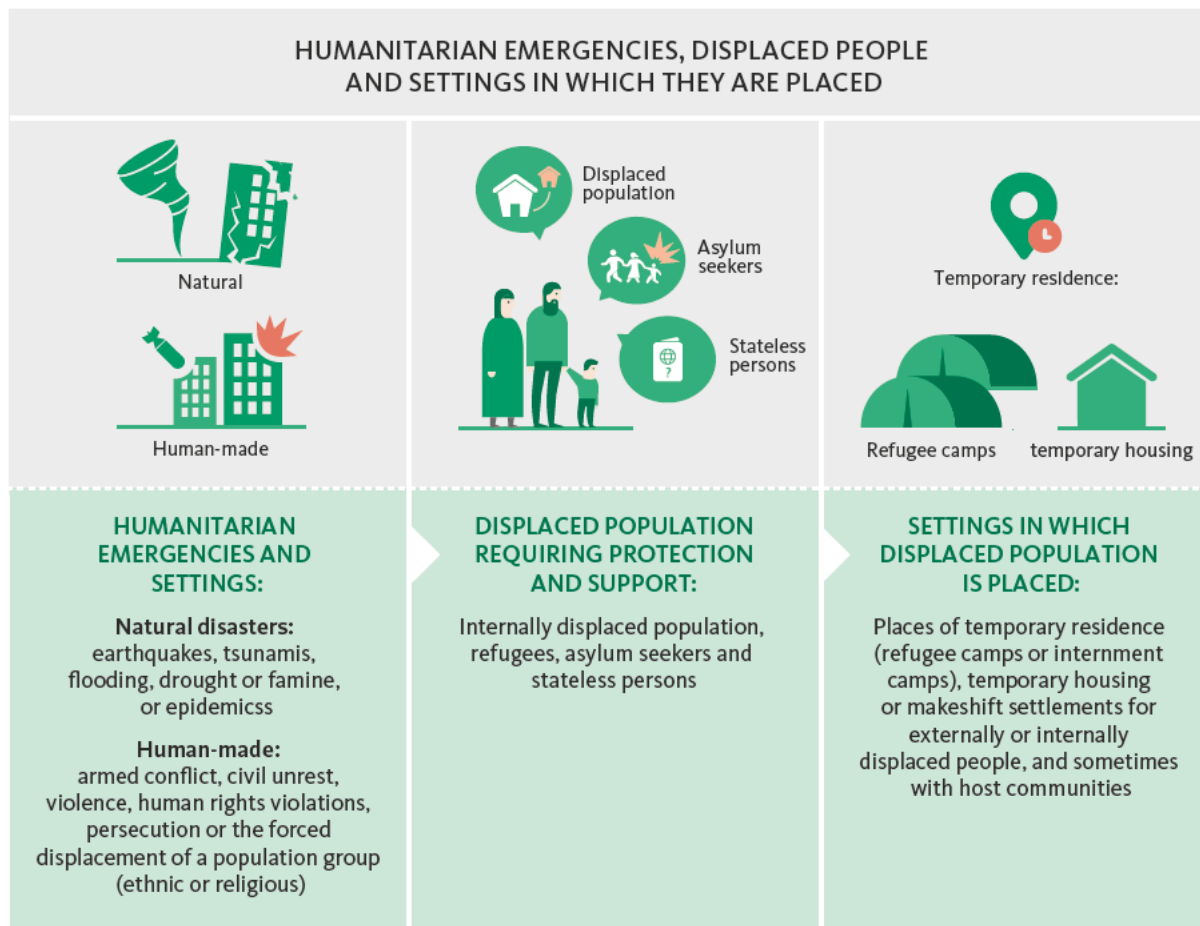 HUMANITARIAN EMERGENCIES, DISPLACED PEOPLE
AND SETTINGS IN WHICH THEY ARE PLACED
Natural
Human-made
Displaced
population
Asylum
seekers
?
Stateless
persons
Temporary residence:
Refugee camps
temporary housing
HUMANITARIAN
EMERGENCIES AND
SETTINGS:
Natural disasters:
earthquakes, tsunamis,
flooding, drought or famine,
or epidemicss
Human-made:
armed conflict, civil unrest,
violence, human rights violations,
persecution or the forced
displacement of a population group
(ethnic or religious)
DISPLACED POPULATION
REQUIRING PROTECTION
AND SUPPORT:
Internally displaced population,
refugees, asylum seekers and
stateless persons
SETTINGS IN WHICH
DISPLACED POPULATION
IS PLACED:
Places of temporary residence
(refugee camps or internment
camps), temporary housing
or makeshift settlements for
externally or internally
displaced people, and sometimes
with host communities